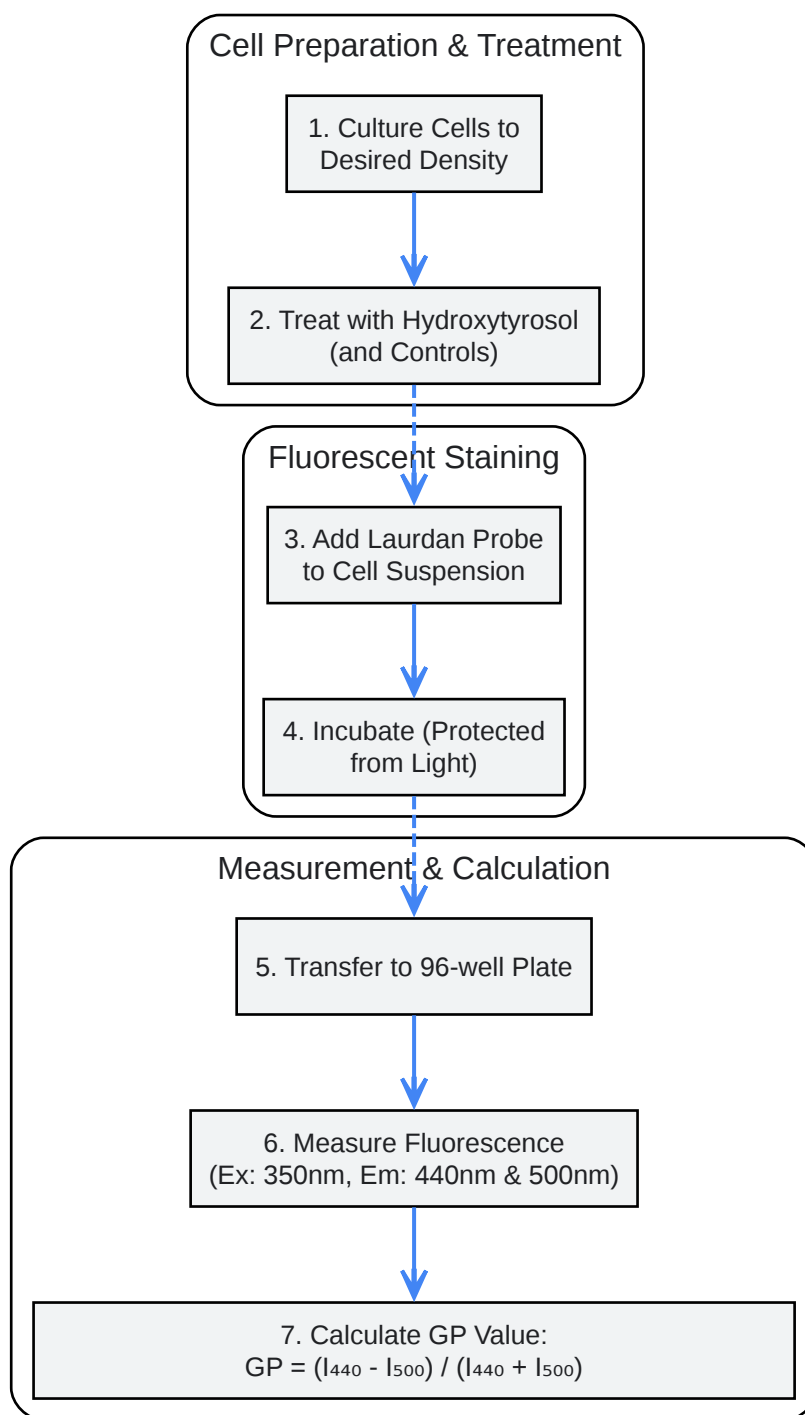 Cell Preparation & Treatment
1. Culture Cells to
Desired Density
2. Treat with Hydroxytyrosol
(and Controls)
Fluorescent Staining
3. Add Laurdan Probe
to Cell Suspension
4. Incubate (Protected
from Light)
Measurement & Calculation
5. Transfer to 96-well Plate
6. Measure Fluorescence
(Ex: 350nm, Em: 440nm & 500nm)
7. Calculate GP Value:
GP = (I₄₄₀ - I₅₀₀) / (I₄₄₀ + I₅₀₀)